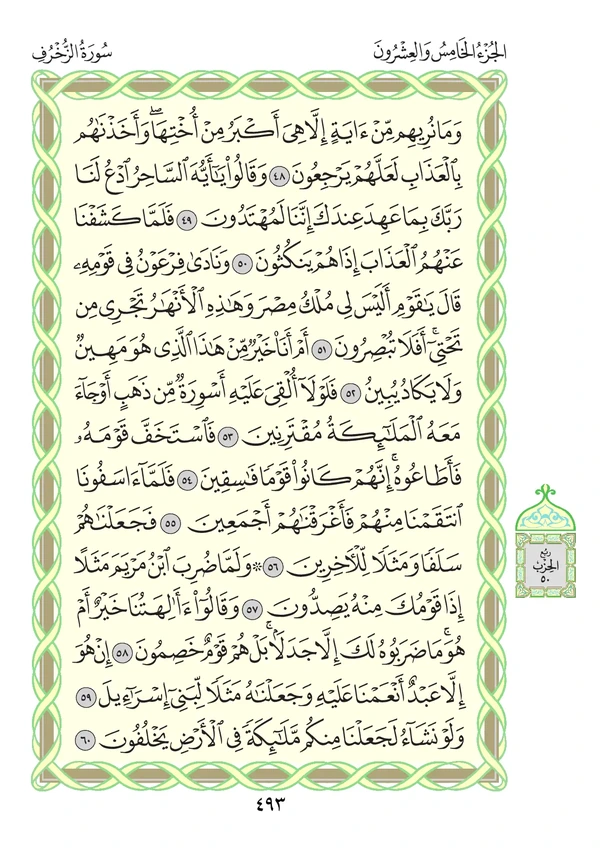 الجُزْءُ الخَامِسُ وَالعِشْرُونَ
سُورَةُ الزُّخْرُفِ
وَمَا نُرِيهِم مِّنْ ءَايَةٍ إِلَّا هِىَ أَكْبَرُ مِنْ أُخْتِهَا ۖ وَأَخَذْنَٰهُم
بِٱلْعَذَابِ لَعَلَّهُمْ يَرْجِعُونَ ٤٨ وَقَالُوا۟ يَٰٓأَيُّهَ ٱلسَّاحِرُ ٱدْعُ لَنَا
رَبَّكَ بِمَا عَهِدَ عِندَكَ إِنَّنَا لَمُهْتَدُونَ ٤٩ فَلَمَّا كَشَفْنَا
عَنْهُمُ ٱلْعَذَابَ إِذَا هُمْ يَنكُثُونَ ٥٠ وَنَادَىٰ فِرْعَوْنُ فِى قَوْمِهِۦ
قَالَ يَٰقَوْمِ أَلَيْسَ لِى مُلْكُ مِصْرَ وَهَٰذِهِ ٱلْأَنْهَٰرُ تَجْرِى مِن
تَحْتِىٓ ۖ أَفَلَا تُبْصِرُونَ ٥١ أَمْ أَنَا۠ خَيْرٌ مِّنْ هَٰذَا ٱلَّذِى هُوَ مَهِينٌ
وَلَا يَكَادُ يُبِينُ ٥٢ فَلَوْلَآ أُلْقِىَ عَلَيْهِ أَسْوِرَةٌ مِّن ذَهَبٍ أَوْ جَآءَ
مَعَهُ ٱلْمَلَٰٓئِكَةُ مُقْتَرِنِينَ ٥٣ فَٱسْتَخَفَّ قَوْمَهُۥ
فَأَطَاعُوهُ ۚ إِنَّهُمْ كَانُوا۟ قَوْمًا فَٰسِقِينَ ٥٤ فَلَمَّآ ءَاسَفُونَا
ٱنتَقَمْنَا مِنْهُمْ فَأَغْرَقْنَٰهُمْ أَجْمَعِينَ ٥٥ فَجَعَلْنَٰهُمْ
سَلَفًا وَمَثَلًا لِّلْءَاخِرِينَ ٥٦ ۞ وَلَمَّا ضُرِبَ ٱبْنُ مَرْيَمَ مَثَلًا
إِذَا قَوْمُكَ مِنْهُ يَصِدُّونَ ٥٧ وَقَالُوٓا۟ ءَأَٰلِهَتُنَا خَيْرٌ أَمْ
هُوَ ۚ مَا ضَرَبُوهُ لَكَ إِلَّا جَدَلًۢا ۚ بَلْ هُمْ قَوْمٌ خَصِمُونَ ٥٨ إِنْ هُوَ
إِلَّا عَبْدٌ أَنْعَمْنَا عَلَيْهِ وَجَعَلْنَٰهُ مَثَلًا لِّبَنِىٓ إِسْرَٰٓءِيلَ ٥٩
وَلَوْ نَشَآءُ لَجَعَلْنَا مِنكُم مَّلَٰٓئِكَةً فِى ٱلْأَرْضِ يَخْلُفُونَ ٦٠
رُبع
الحِزْب
٥٠
٤٩٣